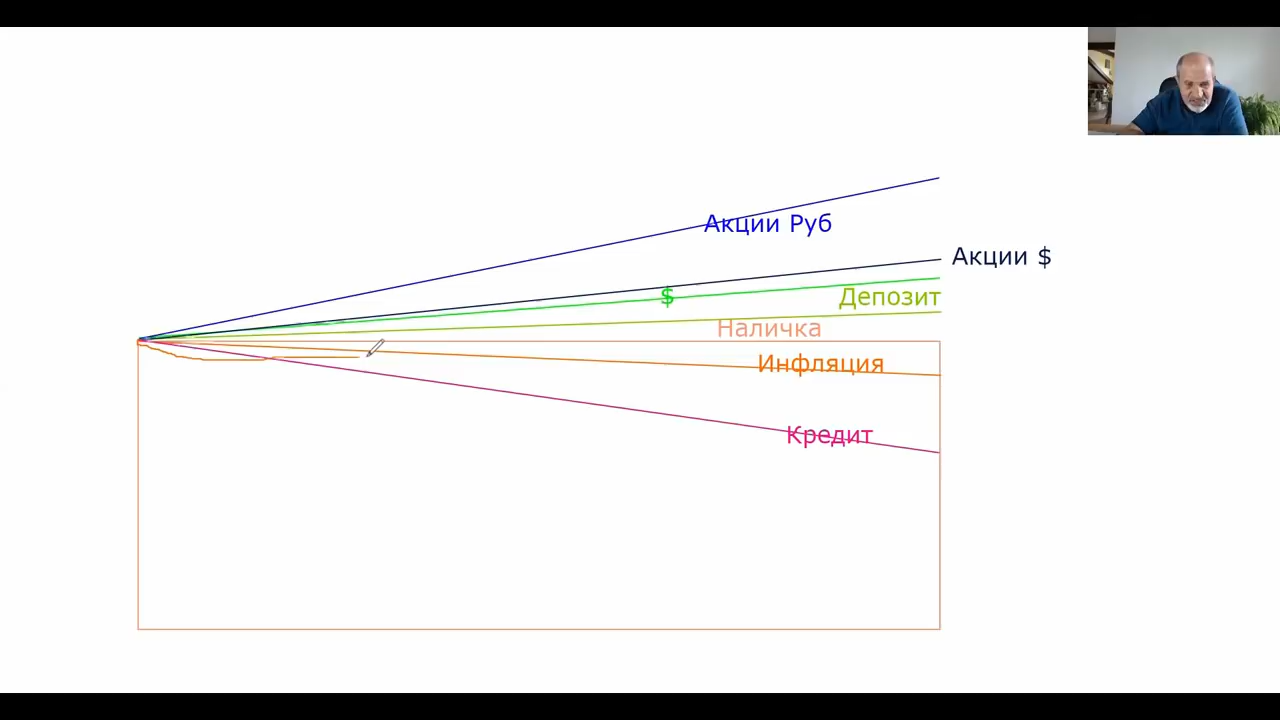 Акции Руб
Акции $
$
Депозит
Наличка
Инфляция
Кредит